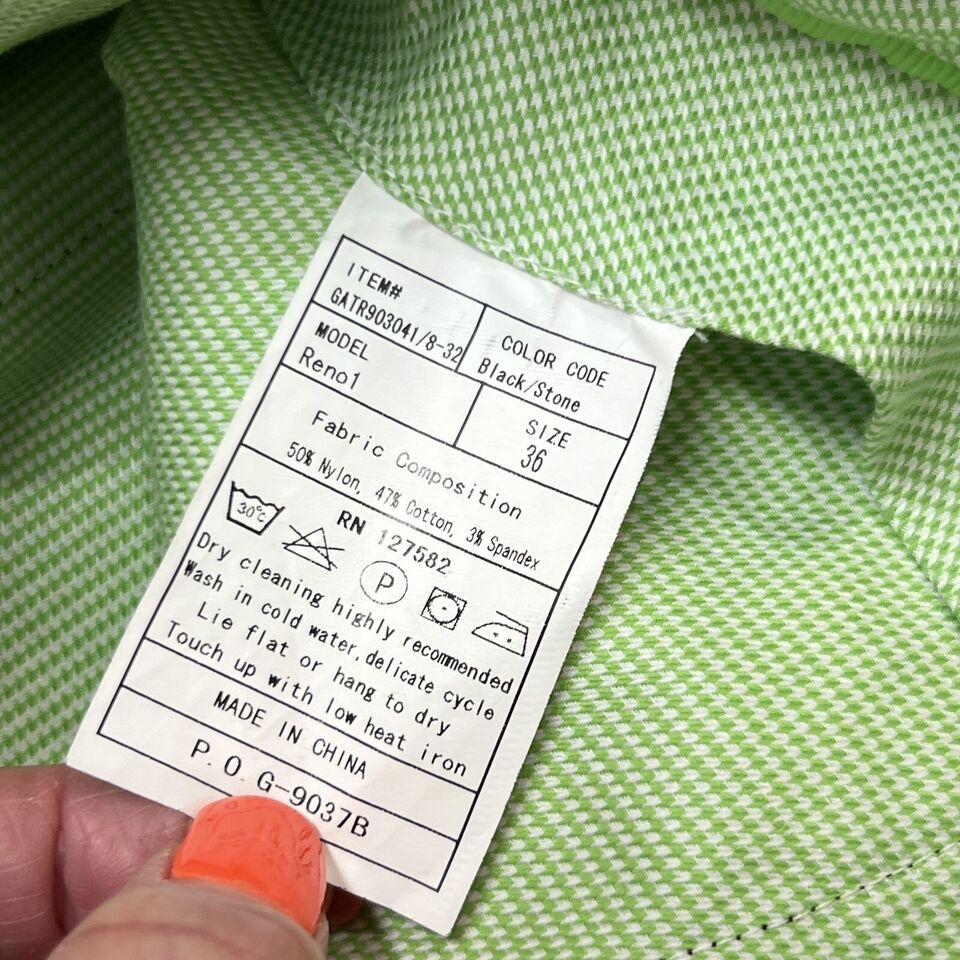 ITEM#
GATR903041/8-32
COLOR CODE
Black/Stone
MODEL
Reno1
SIZE
36
Fabric Composition
50% Nylon, 47% Cotton, 3% Spandex
RN 127582
30°C
P
Dry cleaning highly recommended
Wash in cold water, delicate cycle
Lie flat or hang to dry
Touch up with low heat iron
MADE IN CHINA
P.O G-9037B